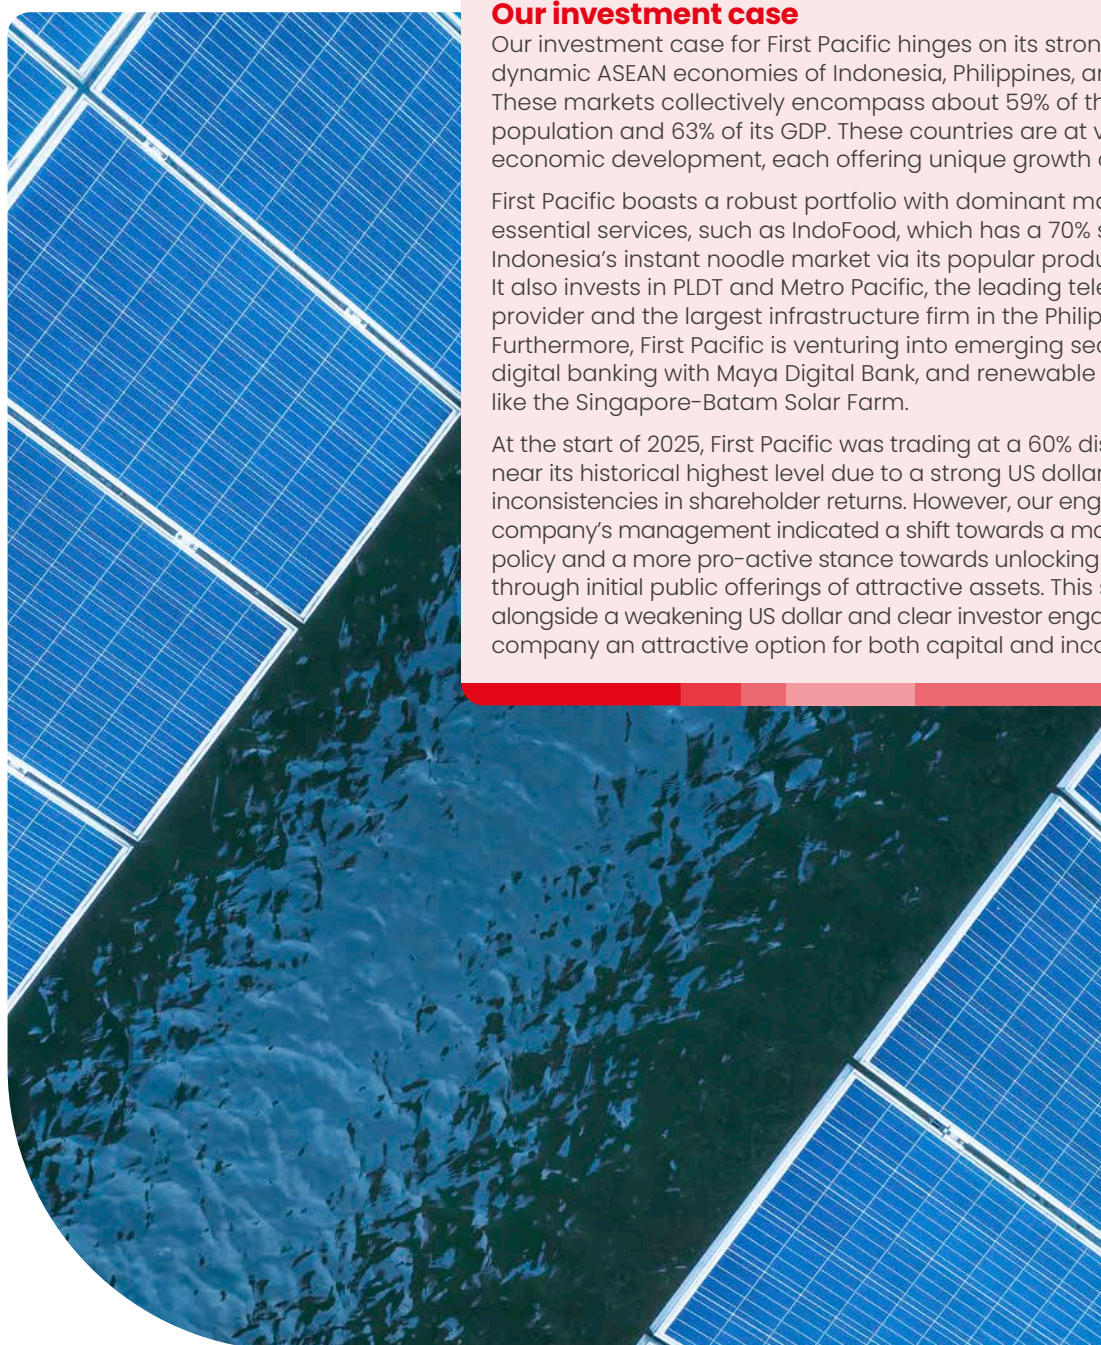 Our investment case
Our investment case for First Pacific hinges on its stron
dynamic ASEAN economies of Indonesia, Philippines,
These markets collectively encompass about 59% of th
population and 63% of its GDP. These countries are at v
economic development, each offering unique growth
First Pacific boasts a robust portfolio with dominant
essential services, such as IndoFood, which has a 70% s
Indonesia's instant noodle market via its popular produ
It also invests in PLDT and Metro Pacific, the leading tele
provider and the largest infrastructure firm in the Philip
Furthermore, First Pacific is venturing into emerging sec
digital banking with Maya Digital Bank, and renewable
like the Singapore-Batam Solar Farm.
At the start of 2025, First Pacific was trading at a 60% dis
near its historical highest level due to a strong US dollar
inconsistencies in shareholder returns. However, our eng
company's management indicated a shift towards a
policy and a more pro-active stance towards unlocking
through initial public offerings of attractive assets. This s
alongside a weakening US dollar and clear investor enga
company an attractive option for both capital and inco